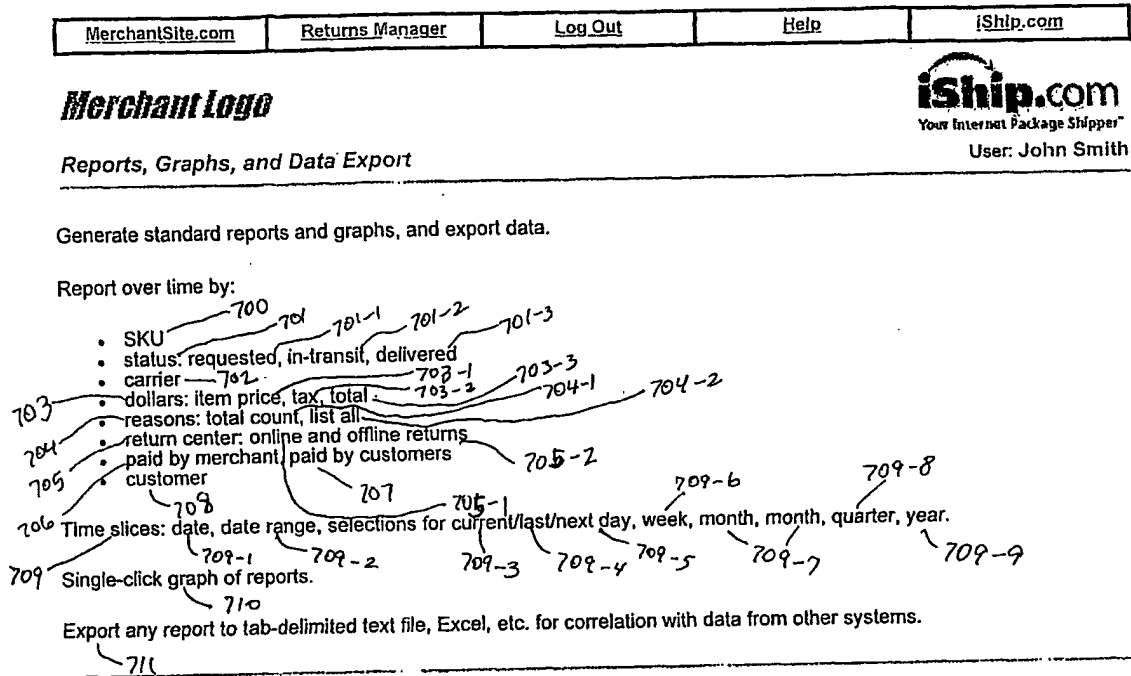 MerchantSite.com Returns Manager Log Out Help iShip.com
Merchant Logo
iShip.com
Your Internet Package Shipper™
Reports, Graphs, and Data Export
User: John Smith
Generate standard reports and graphs, and export data.
Report over time by:
• SKU 700
701 701-1 701-2 701-3
• status: requested, in-transit, delivered
• carrier 702
703-1 703-3
703 • dollars: item price, tax, total 703-2 704-1 704-2
704 • reasons: total count, list all
705 • return center: online and offline returns 705-2
706 • paid by merchant, paid by customers 707
• customer 708
705-1 709-6 709-8
709 Time slices: date, date range, selections for current/last/next day, week, month, month, quarter, year.
709-1 709-2 709-3 709-4 709-5 709-7 709-9
Single-click graph of reports.
710
Export any report to tab-delimited text file, Excel, etc. for correlation with data from other systems.
711